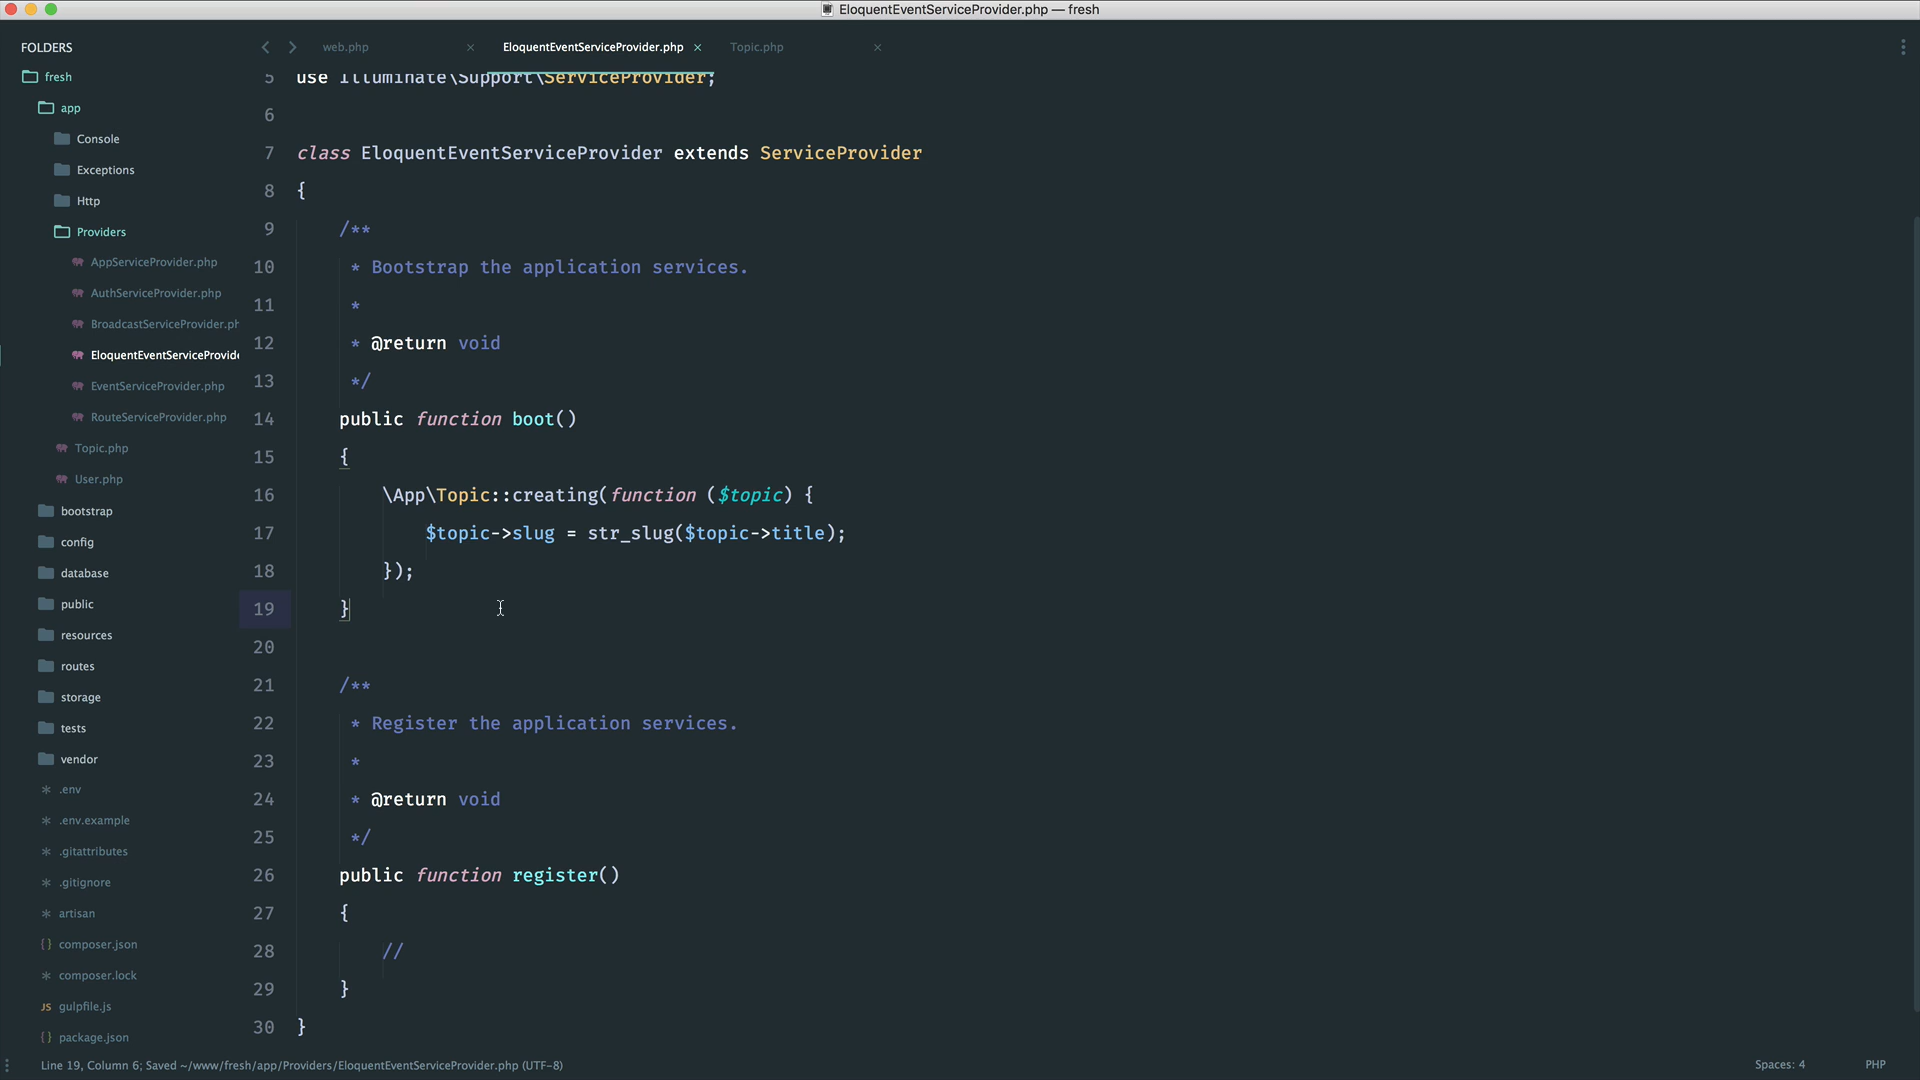 EloquentEventServiceProvider.php — fresh
FOLDERS
fresh
app
Console
Exceptions
Http
Providers
AppServiceProvider.php
AuthServiceProvider.php
BroadcastServiceProvider.ph
EloquentEventServiceProvide
EventServiceProvider.php
RouteServiceProvider.php
Topic.php
User.php
bootstrap
config
database
public
resources
routes
storage
tests
vendor
.env
.env.example
.gitattributes
.gitignore
artisan
{} composer.json
composer.lock
JS gulpfile.js
{} package.json
web.php
EloquentEventServiceProvider.php
Topic.php
5 use Illuminate\Support\ServiceProvider;
6
7 class EloquentEventServiceProvider extends ServiceProvider
8 {
9 /**
10 * Bootstrap the application services.
11 *
12 * @return void
13 */
14 public function boot()
15 {
16 \App\Topic::creating(function ($topic) {
17 $topic->slug = str_slug($topic->title);
18 });
19 }
20
21 /**
22 * Register the application services.
23 *
24 * @return void
25 */
26 public function register()
27 {
28 //
29 }
30 }
Line 19, Column 6; Saved ~/www/fresh/app/Providers/EloquentEventServiceProvider.php (UTF-8)
Spaces: 4
PHP